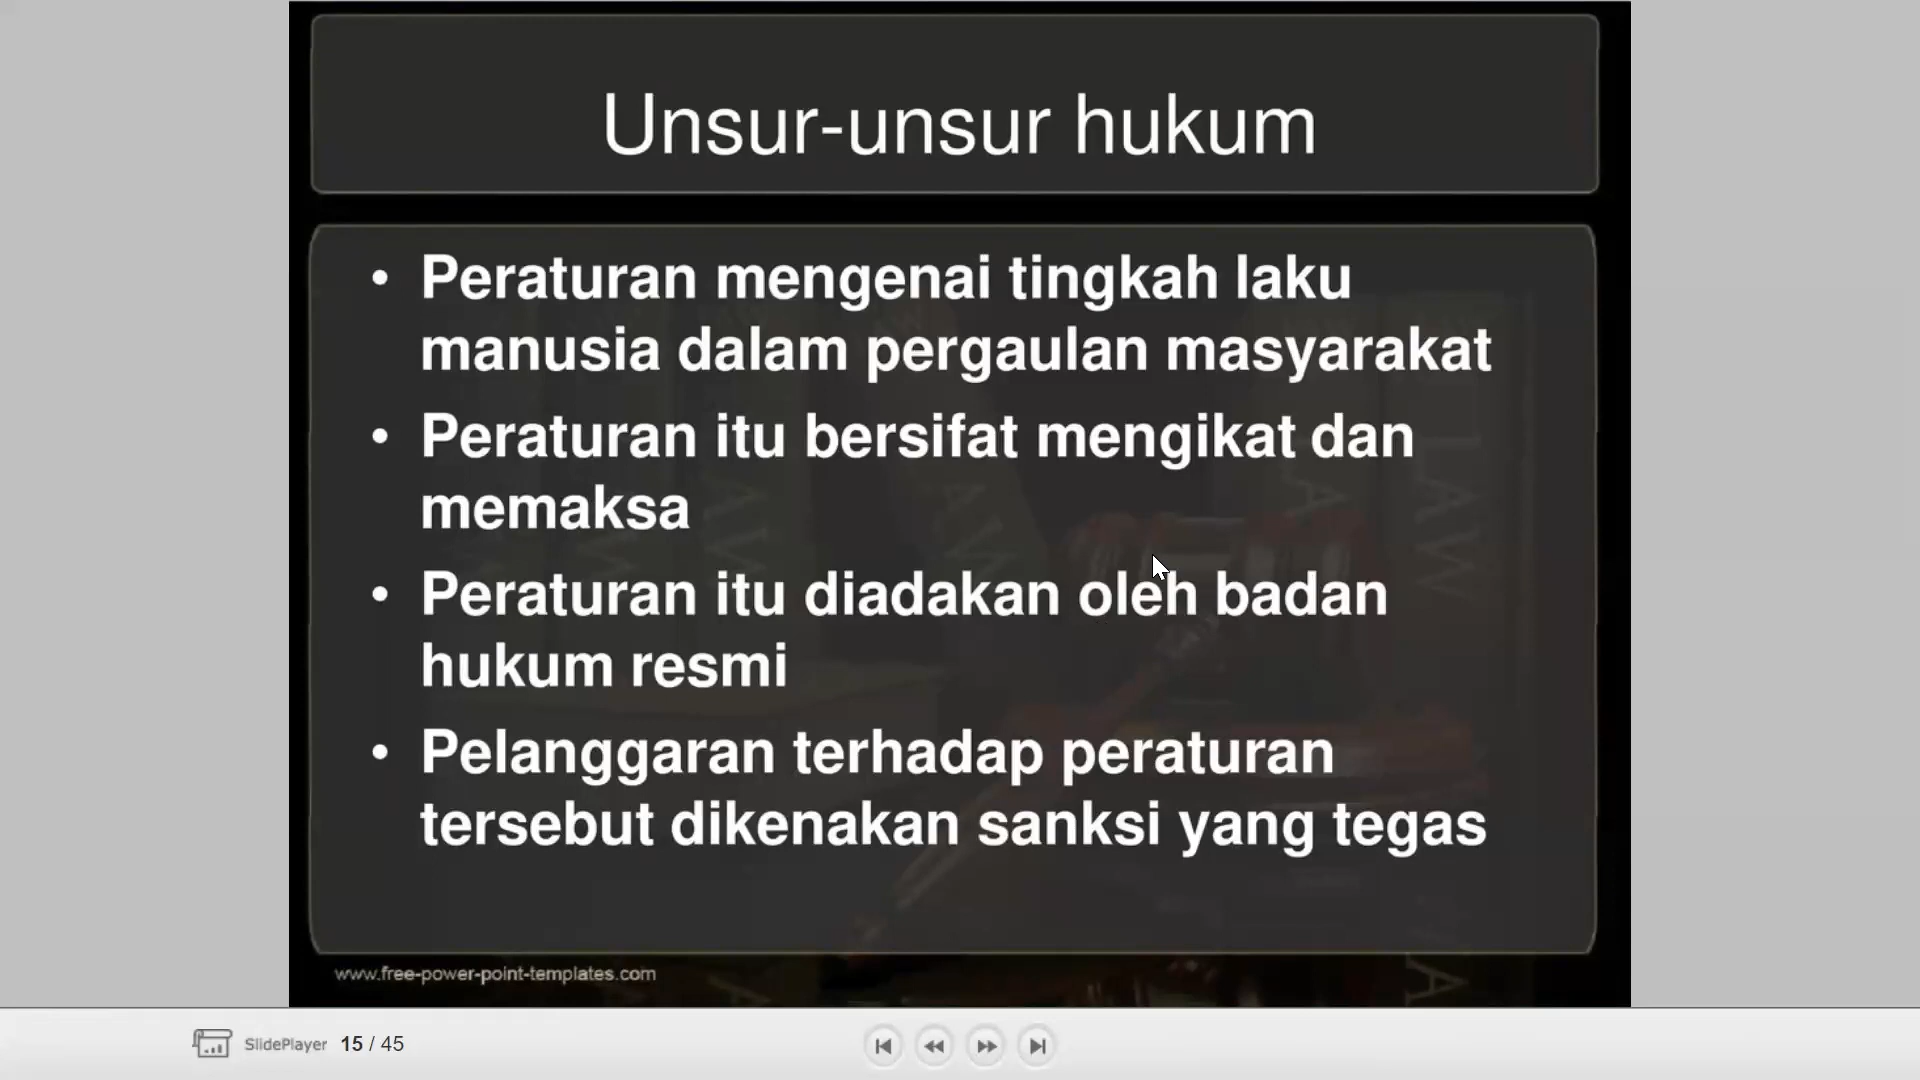 Unsur-unsur hukum
• Peraturan mengenai tingkah laku
manusia dalam pergaulan masyarakat
• Peraturan itu bersifat mengikat dan
memaksa
• Peraturan itu diadakan oleh badan
hukum resmi
• Pelanggaran terhadap peraturan
tersebut dikenakan sanksi yang tegas
www.free-power-point-templates.com
SlidePlayer 15 / 45